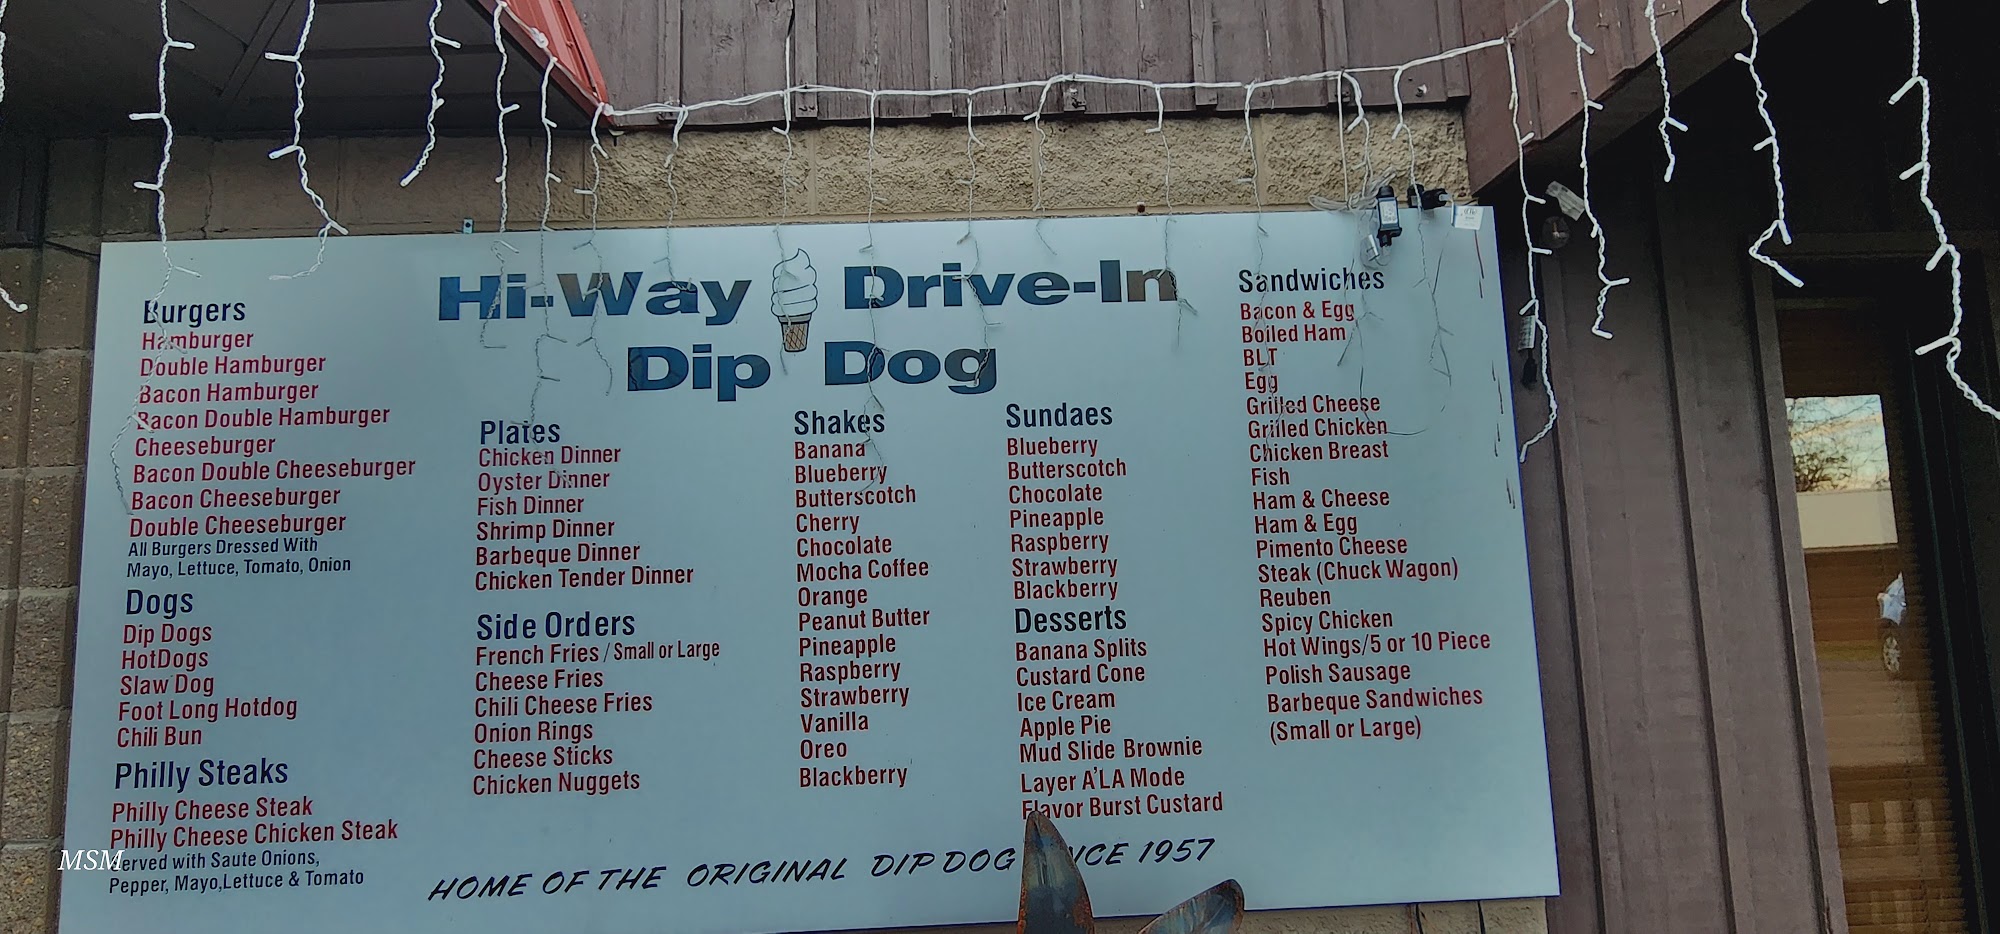 Hi-Way Drive-In
Dip Dog
Burgers
Hamburger
Double Hamburger
Bacon Hamburger
Bacon Double Hamburger
Cheeseburger
Bacon Double Cheeseburger
Bacon Cheeseburger
Double Cheeseburger
All Burgers Dressed With
Mayo, Lettuce, Tomato, Onion
Dogs
Dip Dogs
HotDogs
Slaw Dog
Foot Long Hotdog
Chili Bun
Philly Steaks
Philly Cheese Steak
Philly Cheese Chicken Steak
Served with Saute Onions,
Pepper, Mayo,Lettuce & Tomato
Plates
Chicken Dinner
Oyster Dinner
Fish Dinner
Shrimp Dinner
Barbeque Dinner
Chicken Tender Dinner
Side Orders
French Fries / Small or Large
Cheese Fries
Chili Cheese Fries
Onion Rings
Cheese Sticks
Chicken Nuggets
Shakes
Banana
Blueberry
Butterscotch
Cherry
Chocolate
Mocha Coffee
Orange
Peanut Butter
Pineapple
Raspberry
Strawberry
Vanilla
Oreo
Blackberry
Sundaes
Blueberry
Butterscotch
Chocolate
Pineapple
Raspberry
Strawberry
Blackberry
Desserts
Banana Splits
Custard Cone
Ice Cream
Apple Pie
Mud Slide Brownie
Layer A'LA Mode
Flavor Burst Custard
Sandwiches
Bacon & Egg
Boiled Ham
BLT
Egg
Grilled Cheese
Grilled Chicken
Chicken Breast
Fish
Ham & Cheese
Ham & Egg
Pimento Cheese
Steak (Chuck Wagon)
Reuben
Spicy Chicken
Hot Wings/5 or 10 Piece
Polish Sausage
Barbeque Sandwiches
(Small or Large)
HOME OF THE ORIGINAL DIP DOG SINCE 1957
MSM